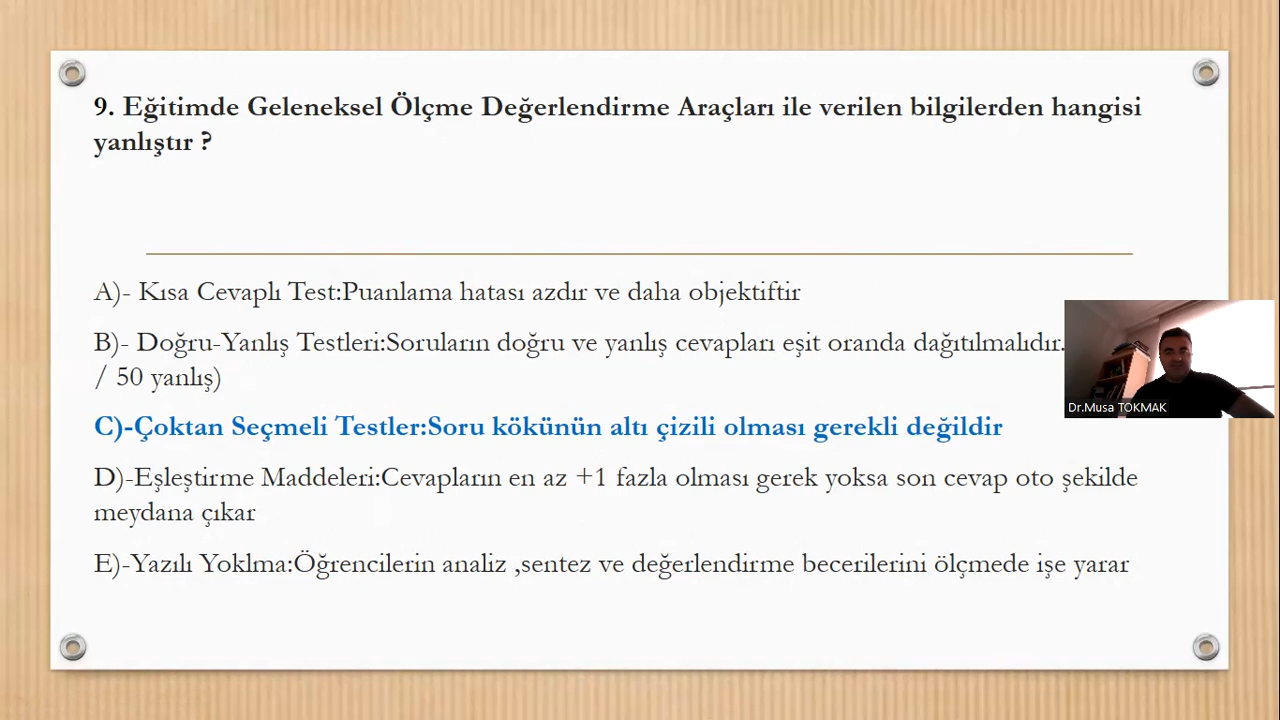 9. Eğitimde Geleneksel Ölçme Değerlendirme Araçları ile verilen bilgilerden hangisi
yanlıştır ?
A)- Kısa Cevaplı Test:Puanlama hatası azdır ve daha objektiftir
B)- Doğru-Yanlış Testleri:Soruların doğru ve yanlış cevapları eşit oranda dağıtılmalıdır.
/ 50 yanlış)
C)-Çoktan Seçmeli Testler:Soru kökünün altı çizili olması gerekli değildir
D)-Eşleştirme Maddeleri:Cevapların en az +1 fazla olması gerek yoksa son cevap oto şekilde
meydana çıkar
E)-Yazılı Yoklma:Öğrencilerin analiz ,sentez ve değerlendirme becerilerini ölçmede işe yarar
Dr.Musa TOKMAK